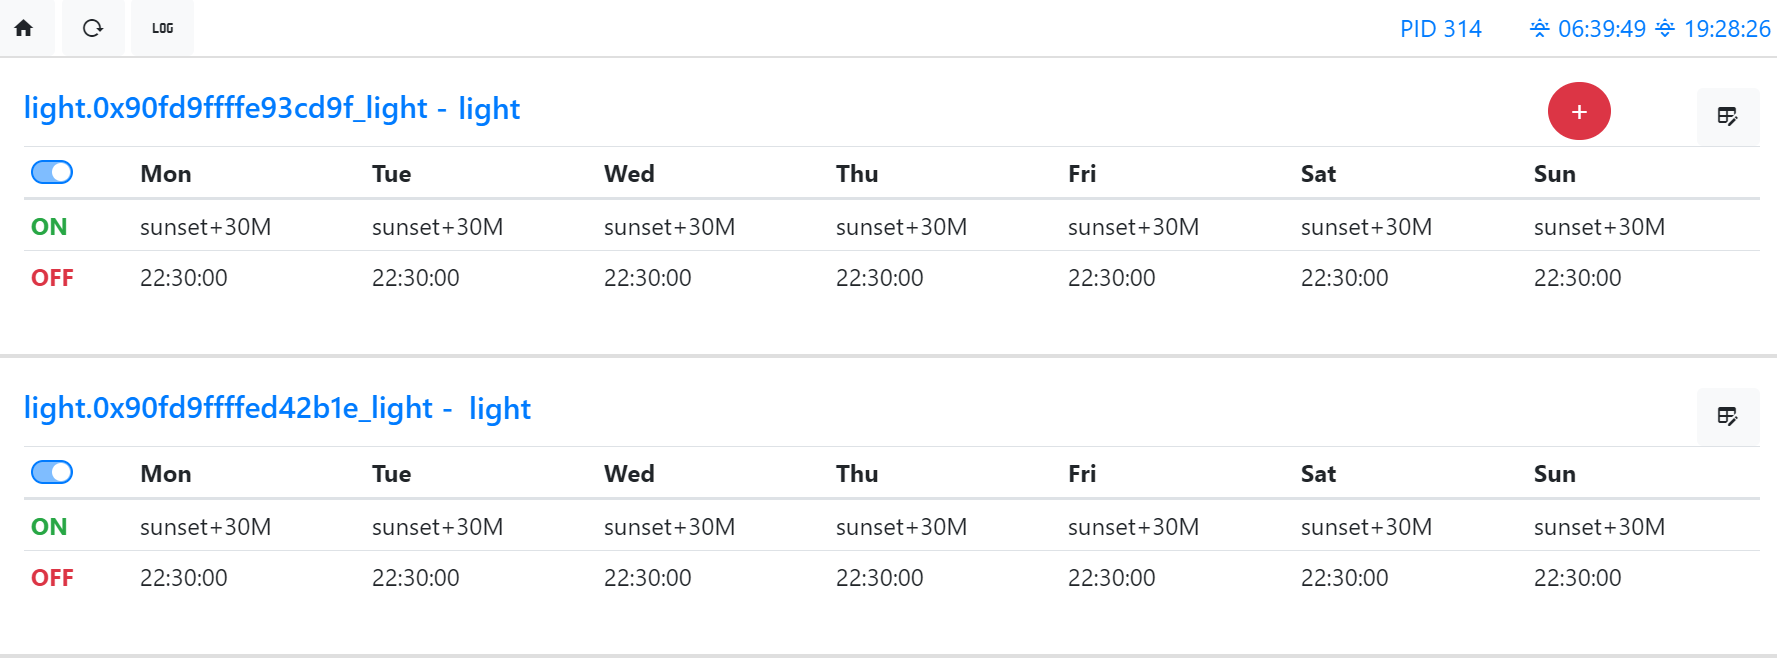 LOG PID 314 06:39:49 19:28:26
light.0x90fd9ffffe93cd9f_light - light +
Mon Tue Wed Thu Fri Sat Sun
ON sunset+30M sunset+30M sunset+30M sunset+30M sunset+30M sunset+30M sunset+30M
OFF 22:30:00 22:30:00 22:30:00 22:30:00 22:30:00 22:30:00 22:30:00
light.0x90fd9ffffed42b1e_light - light
Mon Tue Wed Thu Fri Sat Sun
ON sunset+30M sunset+30M sunset+30M sunset+30M sunset+30M sunset+30M sunset+30M
OFF 22:30:00 22:30:00 22:30:00 22:30:00 22:30:00 22:30:00 22:30:00